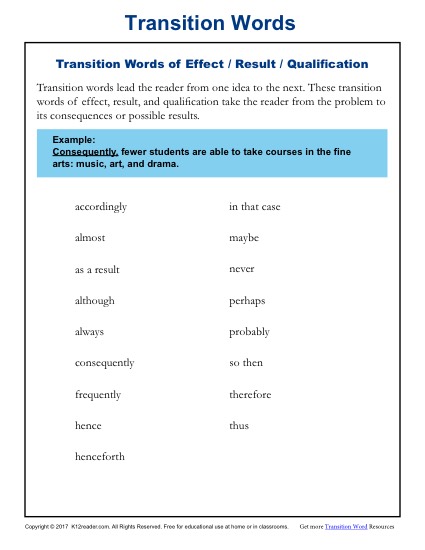 Transition Words
Transition Words of Effect / Result / Qualification
Transition words lead the reader from one idea to the next. These transition
words of effect, result, and qualification take the reader from the problem to
its consequences or possible results.
Example:
Consequently, fewer students are able to take courses in the fine
arts: music, art, and drama.
accordingly
almost
as a result
although
always
consequently
frequently
hence
henceforth
in that case
maybe
never
perhaps
probably
so then
therefore
thus
Copyright © 2017 K12reader.com. All Rights Reserved. Free for educational use at home or in classrooms. Get more Transition Word Resources